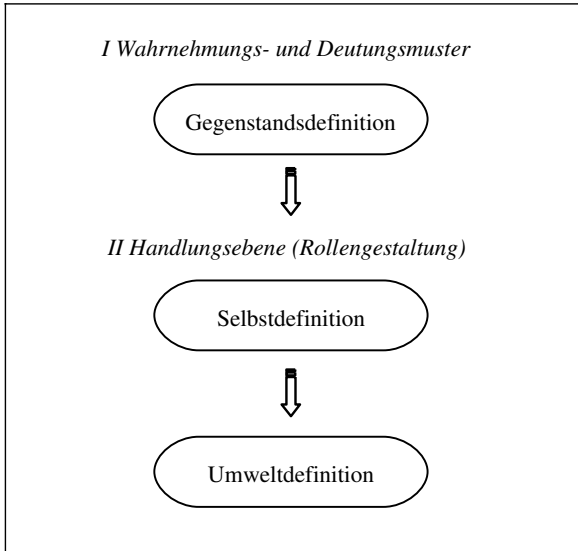 I Wahrnehmungs- und Deutungsmuster
Gegenstandsdefinition
II Handlungsebene (Rollengestaltung)
Selbstdefinition
Umweltdefinition